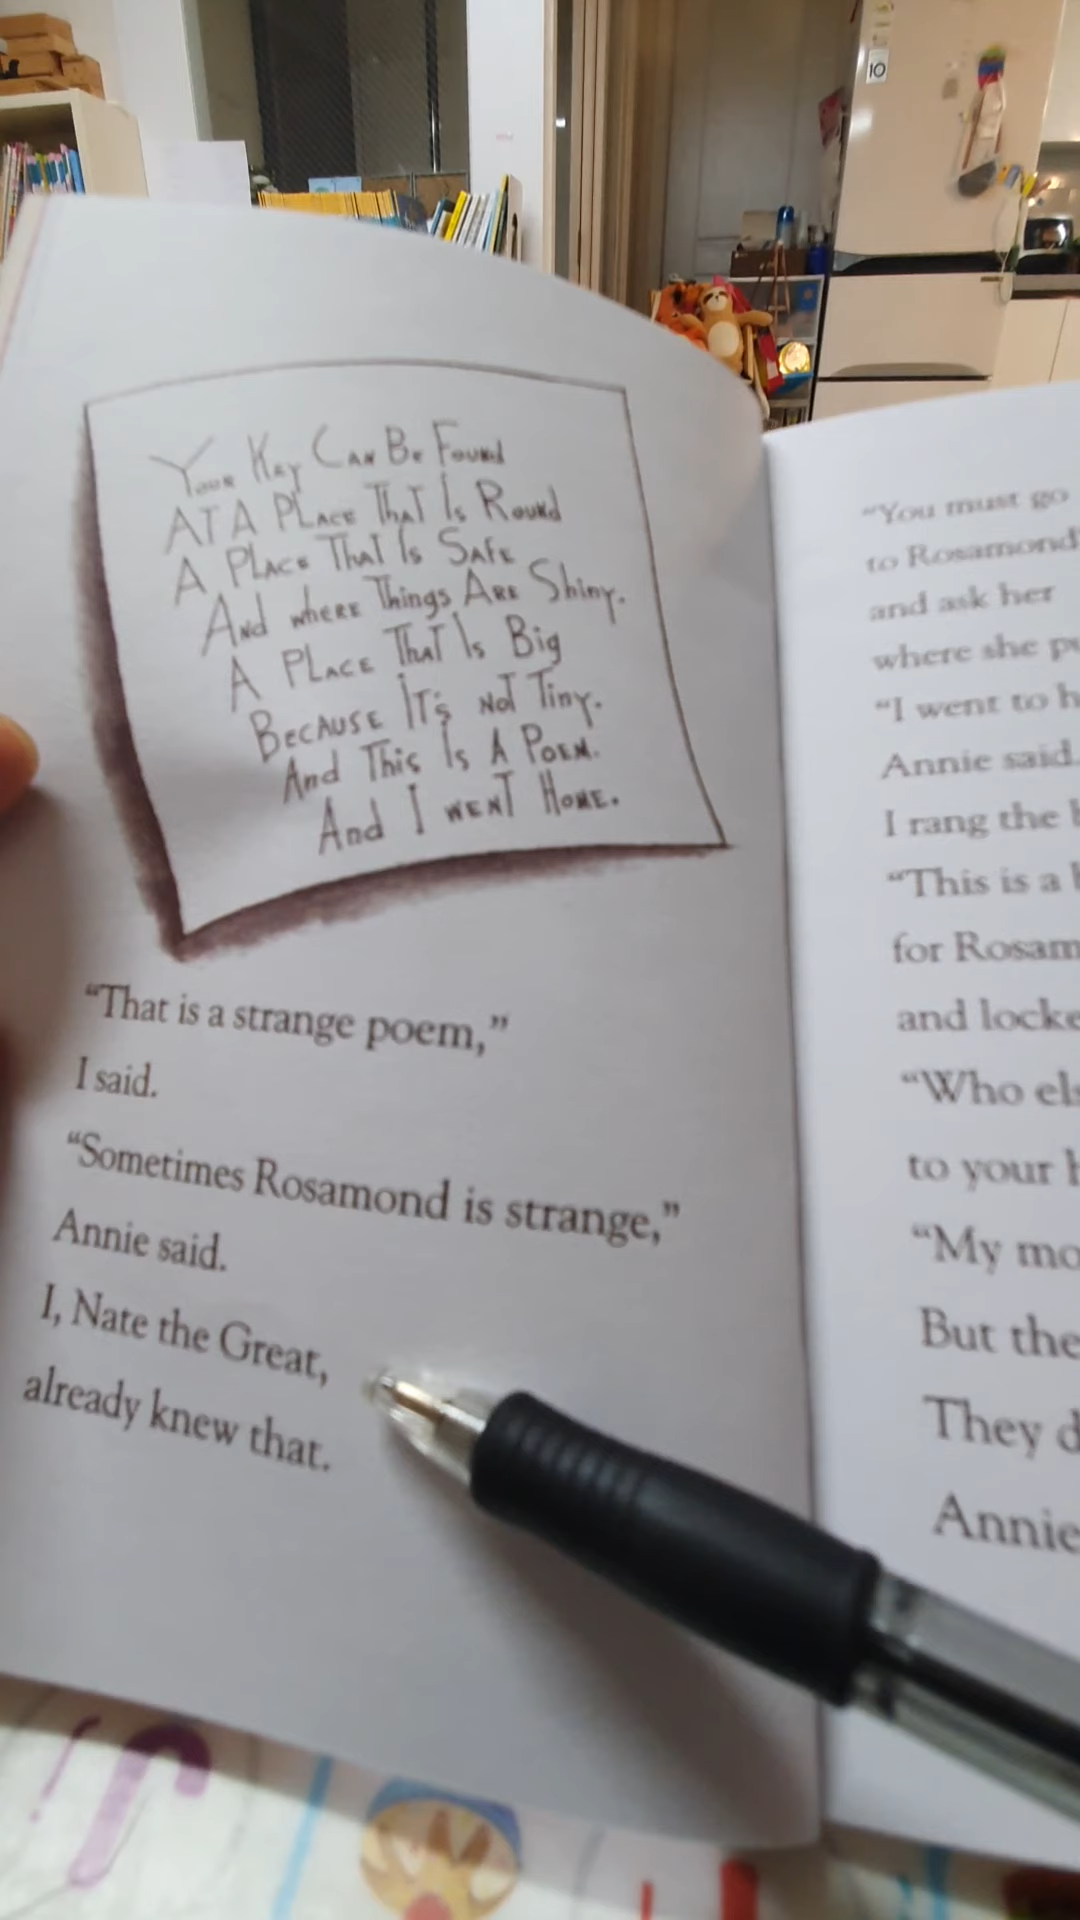 Your Key Can Be Found
At A Place That Is Round
A Place That Is Safe
And where Things Are Shiny.
A Place That Is Big
Because It's Not Tiny.
And This Is A Poem.
And I went Home.
"That is a strange poem,"
I said.
"Sometimes Rosamond is strange,"
Annie said.
I, Nate the Great,
already knew that.
"You must go
to Rosamond
and ask her
where she
"I went to
Annie said.
I rang the
"This is a
for
and
"Who
to your
"My
But the
They
Annie
10